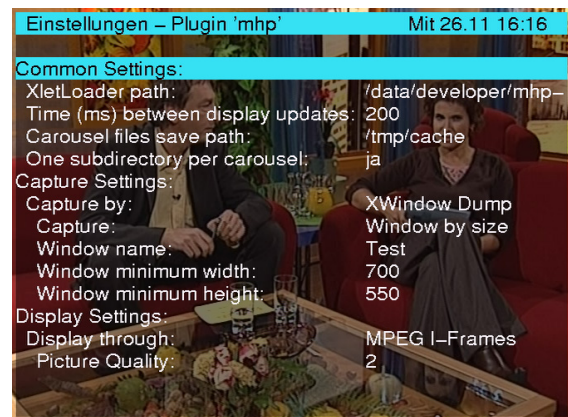 Einstellungen – Plugin 'mhp' Mit 26.11 16:16
Common Settings:
XletLoader path: /data/developer/mhp–
Time (ms) between display updates: 200
Carousel files save path: /tmp/cache
One subdirectory per carousel: ja
Capture Settings:
Capture by: XWindow Dump
Capture: Window by size
Window name: Test
Window minimum width: 700
Window minimum height: 550
Display Settings:
Display through: MPEG I–Frames
Picture Quality: 2